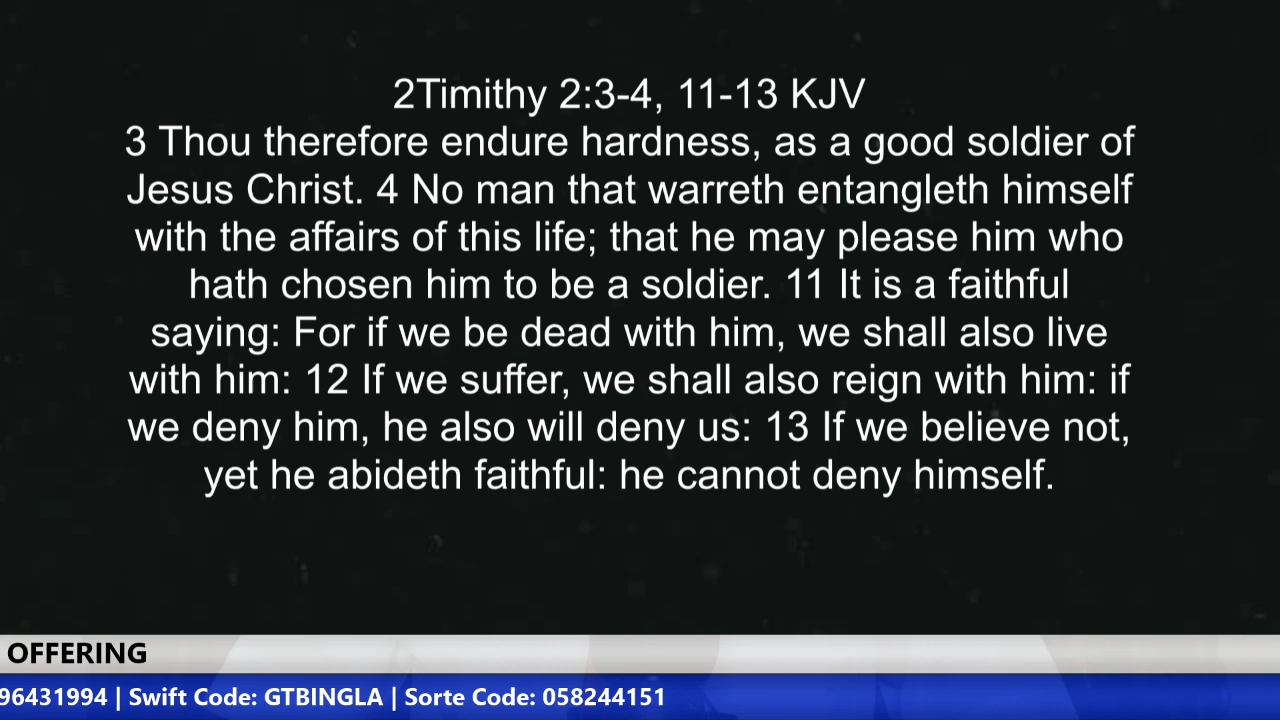 2Timithy 2:3-4, 11-13 KJV
3 Thou therefore endure hardness, as a good soldier of
Jesus Christ. 4 No man that warreth entangleth himself
with the affairs of this life; that he may please him who
hath chosen him to be a soldier. 11 It is a faithful
saying: For if we be dead with him, we shall also live
with him: 12 If we suffer, we shall also reign with him: if
we deny him, he also will deny us: 13 If we believe not,
yet he abideth faithful: he cannot deny himself.
OFFERING
96431994 | Swift Code: GTBINGLA | Sorte Code: 058244151